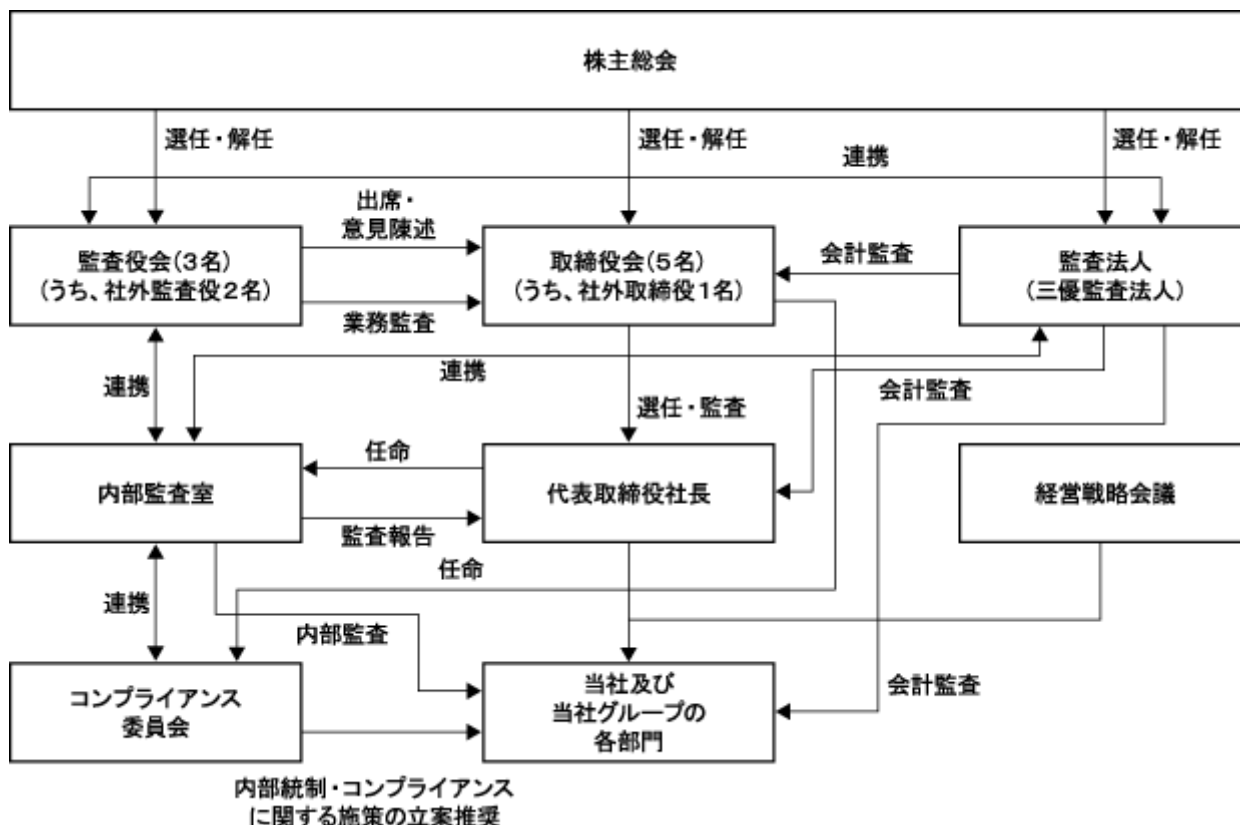 株主総会
選任・解任
選任・解任
選任・解任
連携
出席・
意見陳述
監査役会(3名)
(うち、社外監査役2名)
取締役会(5名)
(うち、社外取締役1名)
会計監査
監査法人
(三優監査法人)
業務監査
連携
連携
会計監査
選任・監査
内部監査室
任命
代表取締役社長
経営戦略会議
監査報告
任命
連携
内部監査
コンプライアンス
委員会
当社及び
当社グループの
各部門
会計監査
内部統制・コンプライアンス
に関する施策の立案推奨